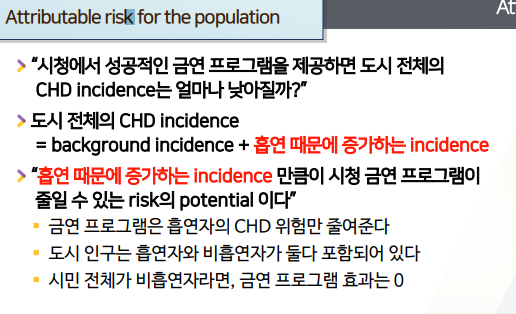 Attributable risk for the population
At
"시청에서 성공적인 금연 프로그램을 제공하면 도시 전체의
CHD incidence는 얼마나 낮아질까?"
도시 전체의 CHD incidence
= background incidence + 흡연 때문에 증가하는 incidence
"흡연 때문에 증가하는 incidence 만큼이 시청 금연 프로그램이
줄일 수 있는 risk의 potential 이다"
금연 프로그램은 흡연자의 CHD 위험만 줄여준다
도시 인구는 흡연자와 비흡연자가 둘다 포함되어 있다
시민 전체가 비흡연자라면, 금연 프로그램 효과는 0